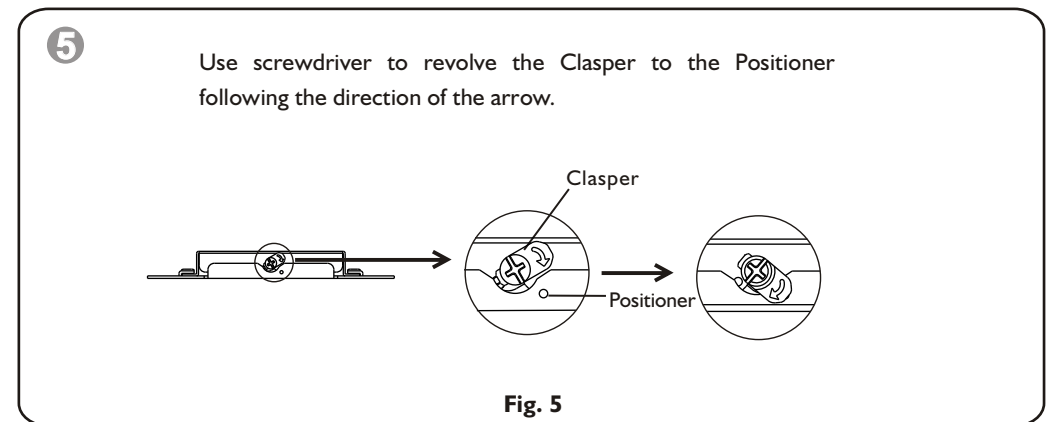 5
Use screwdriver to revolve the Clasper to the Positioner
following the direction of the arrow.
Clasper
Positioner
Fig. 5